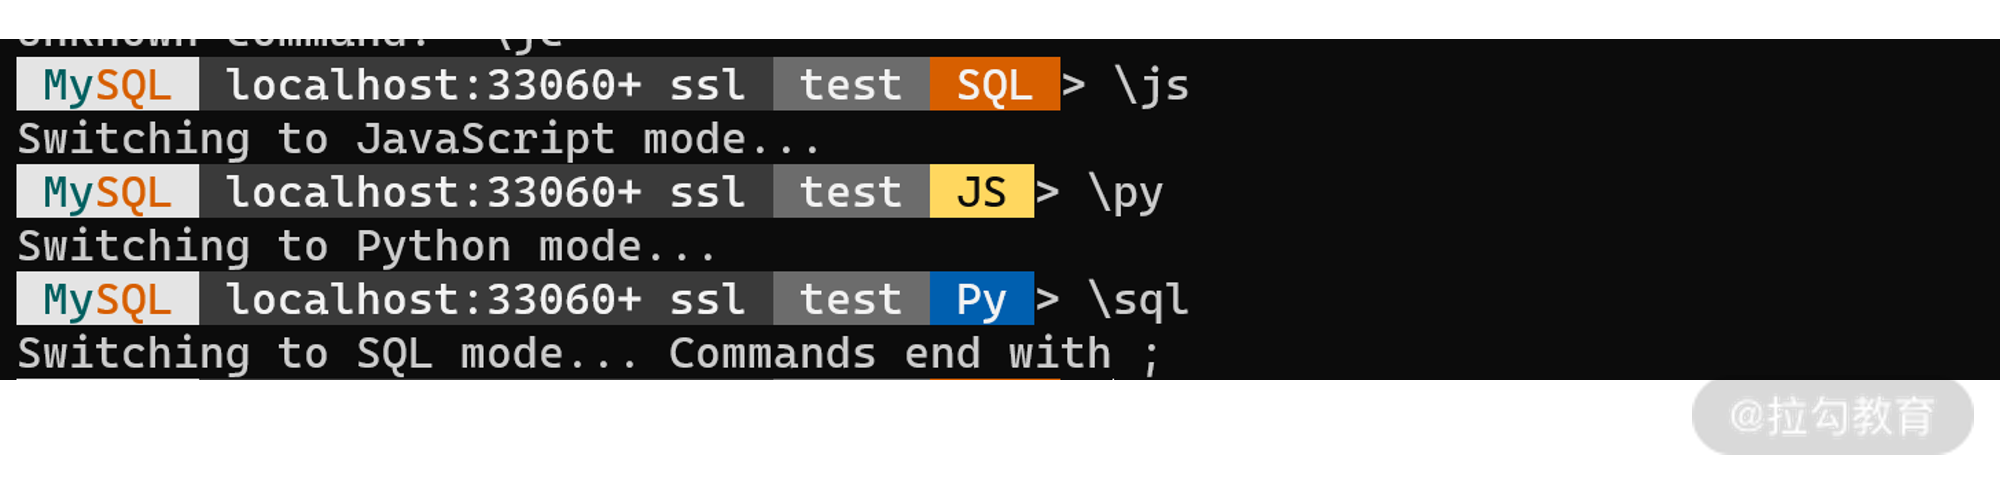 MySQL localhost:33060+ ssl test SQL> \js
Switching to JavaScript mode...
MySQL localhost:33060+ ssl test JS> \py
Switching to Python mode...
MySQL localhost:33060+ ssl test Py> \sql
Switching to SQL mode... Commands end with ;
@拉勾教育